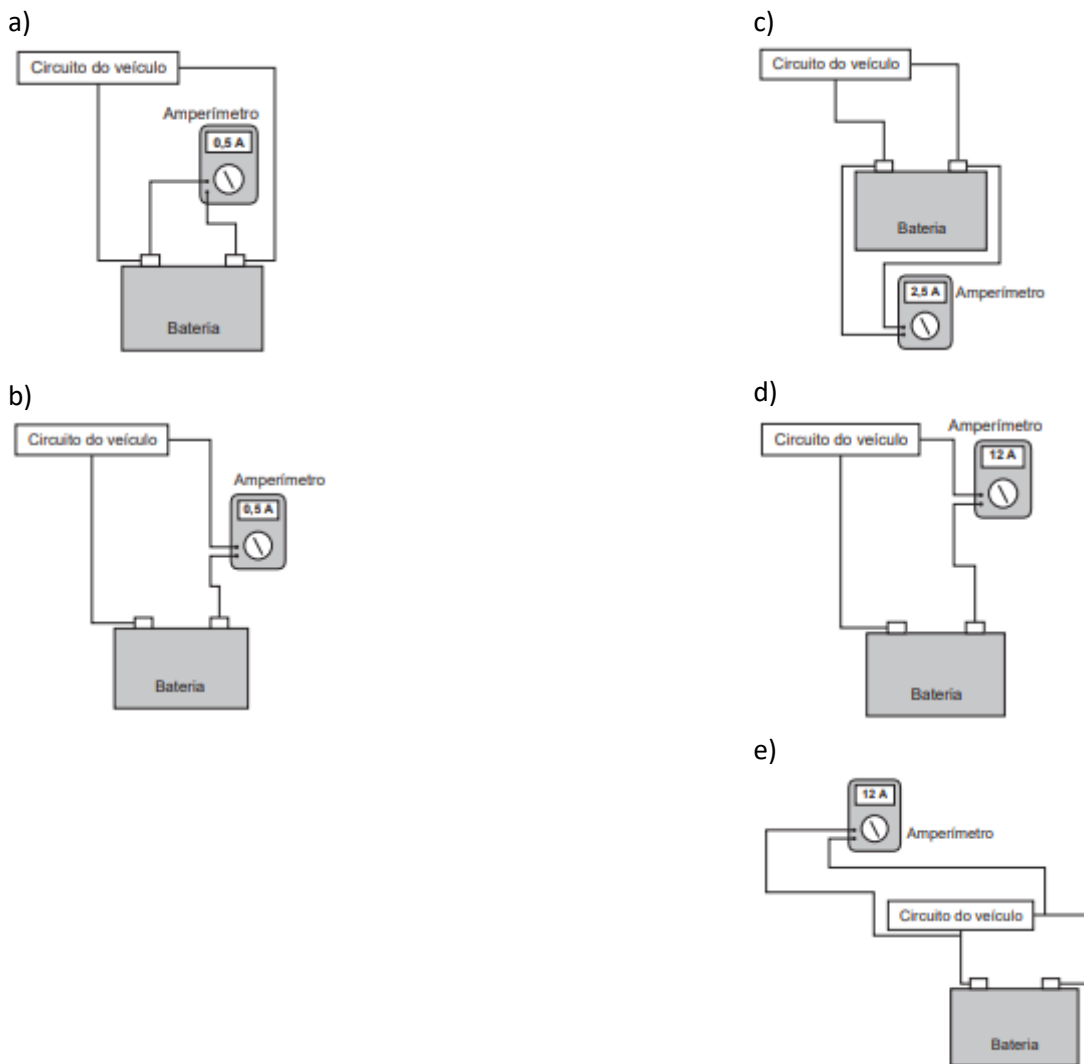 a)
Circuito do veículo
Amperímetro
0,5 A
Bateria
b)
Circuito do veículo
Amperímetro
0,5 A
Bateria
c)
Circuito do veículo
Bateria
2,5 A
Amperímetro
d)
Amperímetro
Circuito do veículo
12 A
Bateria
e)
12 A
Amperímetro
Circuito do veículo
Bateria